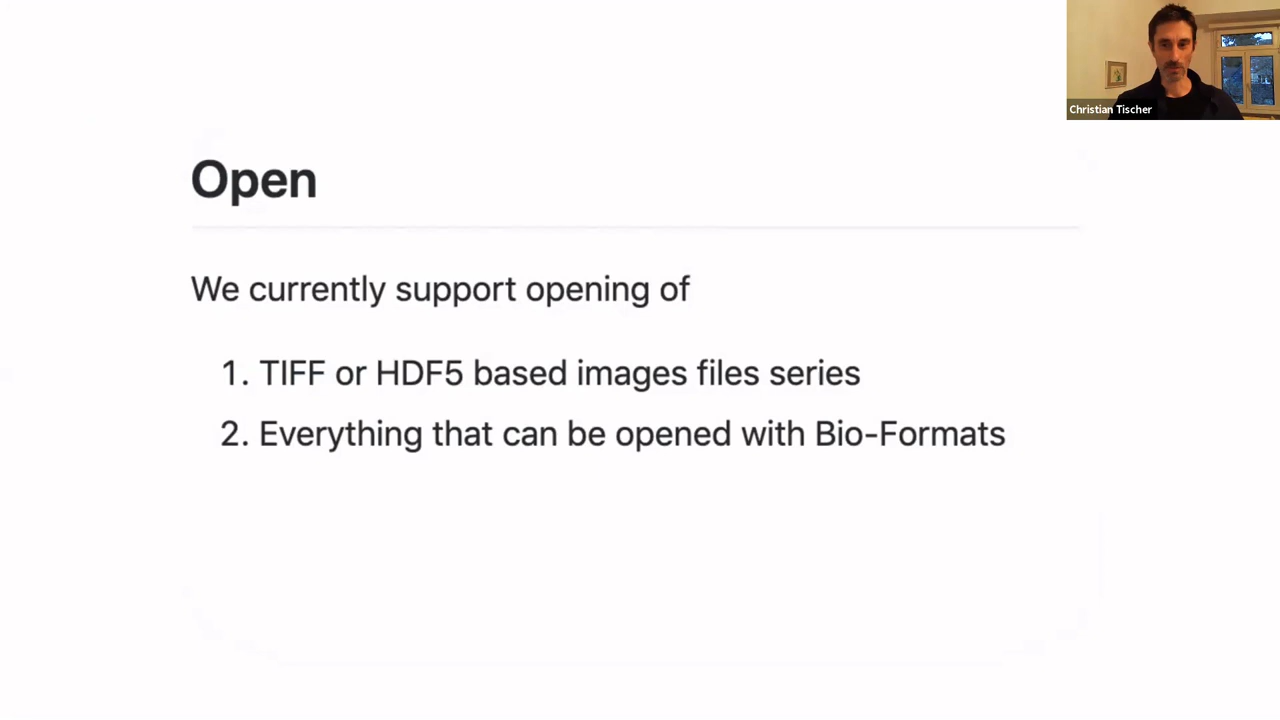 Christian Tischer
Open
We currently support opening of
1. TIFF or HDF5 based images files series
2. Everything that can be opened with Bio-Formats